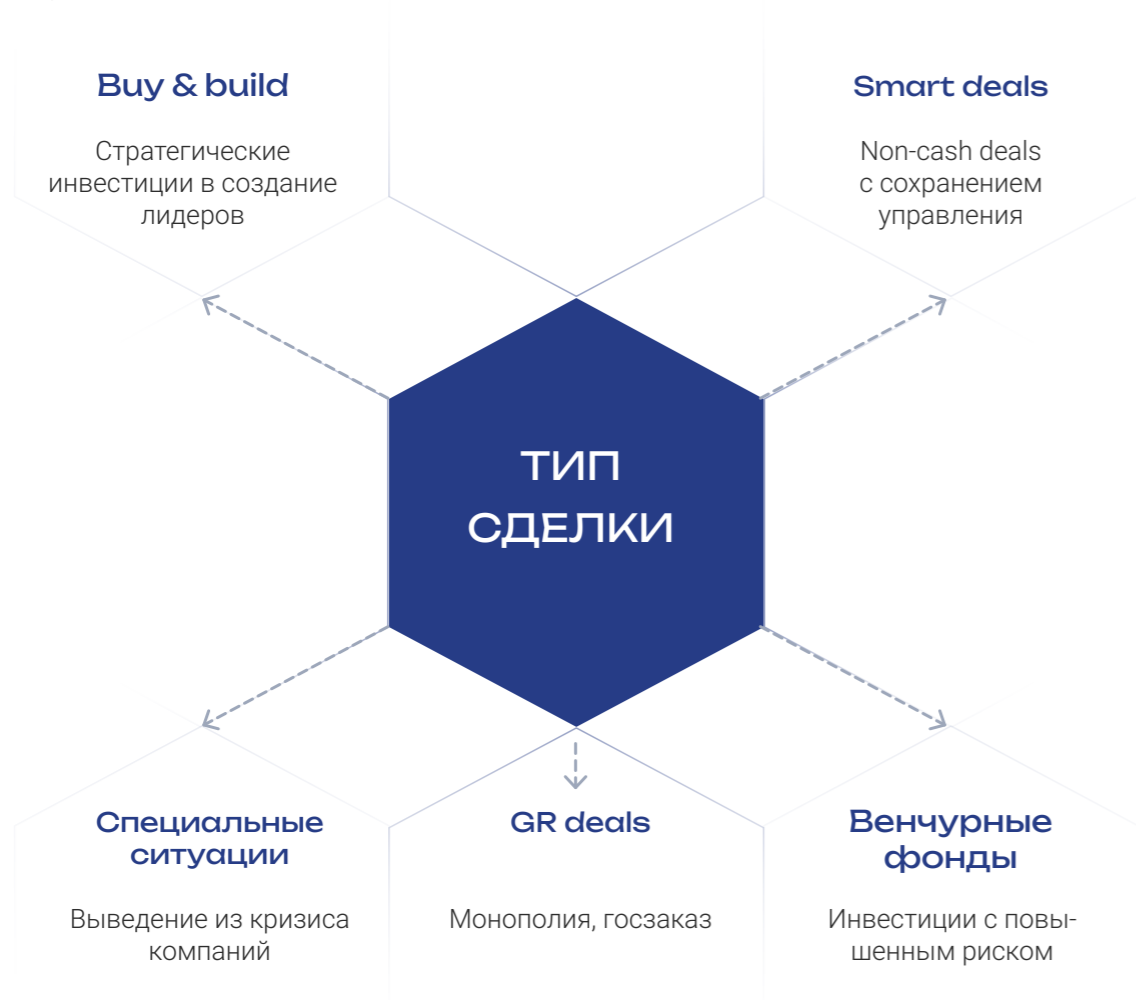 Buy & build
Стратегические
инвестиции в создание
лидеров
Smart deals
Non-cash deals
с сохранением
управления
ТИП
СДЕЛКИ
Специальные
ситуации
Выведение из кризиса
компаний
GR deals
Монополия, госзаказ
Венчурные
фонды
Инвестиции с повы-
шенным риском